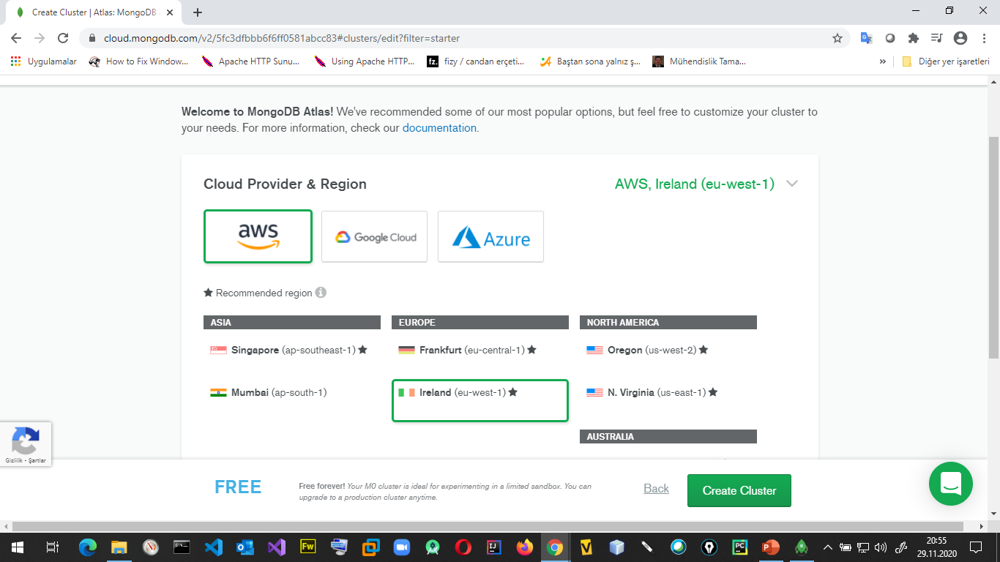 Create Cluster | Atlas: MongoDB
cloud.mongodb.com/v2/5fc3dfbbb6f6ff0581abcc83#clusters/edit?filter=starter
Uygulamalar
How to Fix Window...
Apache HTTP Sunu...
Using Apache HTTP...
fz.
fizy / candan erçeti...
Baştan sona yalnız ş...
Mühendislik Tama...
»
Diğer yer işaretleri
Welcome to MongoDB Atlas! We've recommended some of our most popular options, but feel free to customize your cluster to
your needs. For more information, check our documentation.
Cloud Provider & Region
AWS, Ireland (eu-west-1)
aws
Google Cloud
Azure
★ Recommended region
ASIA
EUROPE
NORTH AMERICA
Singapore (ap-southeast-1) ★
Frankfurt (eu-central-1) ★
Oregon (us-west-2) ★
Mumbai (ap-south-1)
Ireland (eu-west-1) ★
N. Virginia (us-east-1) ★
AUSTRALIA
Gizlilik - Şartlar
FREE
Free forever! Your M0 cluster is ideal for experimenting in a limited sandbox. You can
upgrade to a production cluster anytime.
Back
Create Cluster
Fw
IJ
PC
P
20:55
29.11.2020